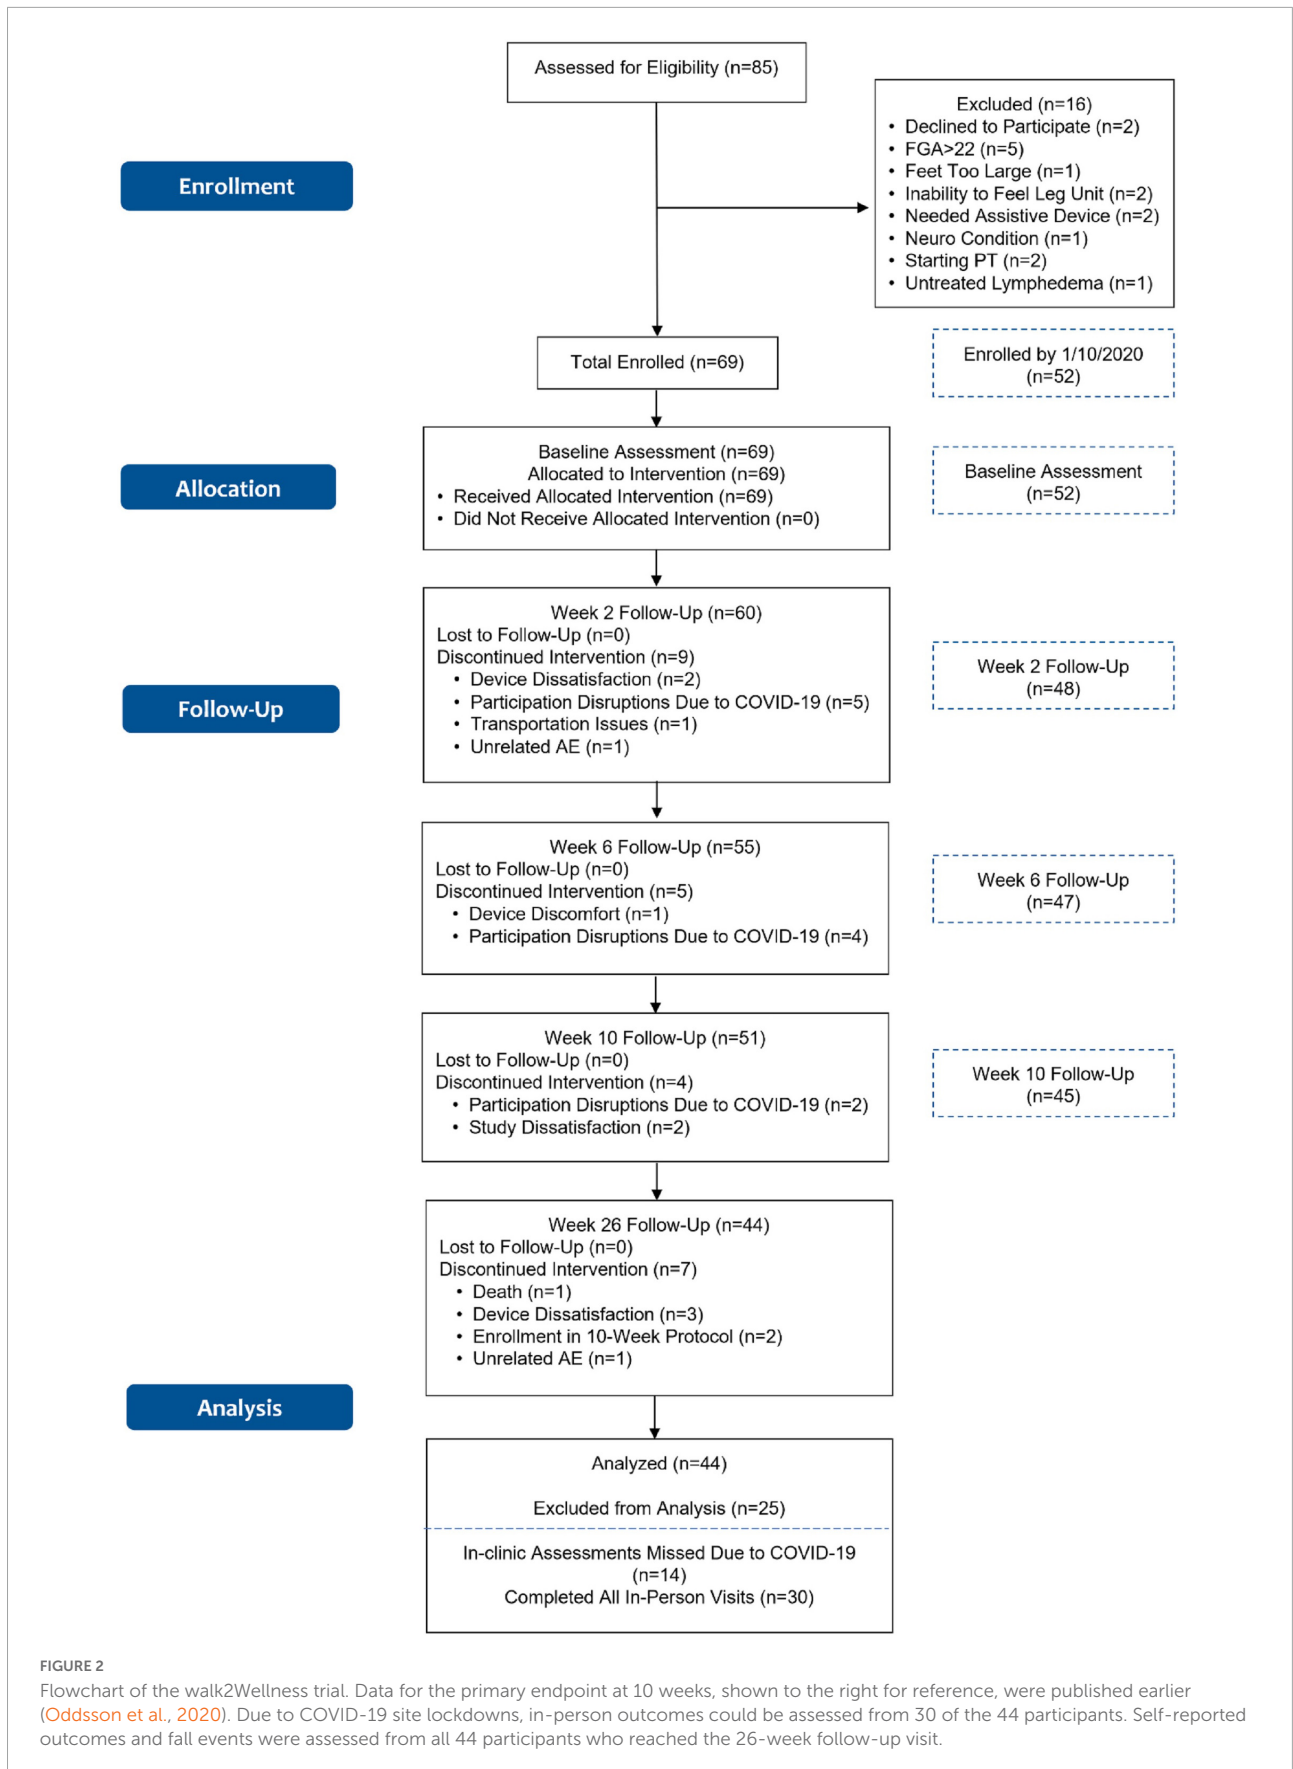 Assessed for Eligibility (n=85)
Excluded (n=16)
• Declined to Participate (n=2)
• FGA>22 (n=5)
• Feet Too Large (n=1)
• Inability to Feel Leg Unit (n=2)
• Needed Assistive Device (n=2)
• Neuro Condition (n=1)
• Starting PT (n=2)
• Untreated Lymphedema (n=1)
Enrollment
Total Enrolled (n=69)
Enrolled by 1/10/2020
(n=52)
Allocation
Baseline Assessment (n=69)
Allocated to Intervention (n=69)
• Received Allocated Intervention (n=69)
• Did Not Receive Allocated Intervention (n=0)
Baseline Assessment
(n=52)
Follow-Up
Week 2 Follow-Up (n=60)
Lost to Follow-Up (n=0)
Discontinued Intervention (n=9)
• Device Dissatisfaction (n=2)
• Participation Disruptions Due to COVID-19 (n=5)
• Transportation Issues (n=1)
• Unrelated AE (n=1)
Week 2 Follow-Up
(n=48)
Week 6 Follow-Up (n=55)
Lost to Follow-Up (n=0)
Discontinued Intervention (n=5)
• Device Discomfort (n=1)
• Participation Disruptions Due to COVID-19 (n=4)
Week 6 Follow-Up
(n=47)
Week 10 Follow-Up (n=51)
Lost to Follow-Up (n=0)
Discontinued Intervention (n=4)
• Participation Disruptions Due to COVID-19 (n=2)
• Study Dissatisfaction (n=2)
Week 10 Follow-Up
(n=45)
Week 26 Follow-Up (n=44)
Lost to Follow-Up (n=0)
Discontinued Intervention (n=7)
• Death (n=1)
• Device Dissatisfaction (n=3)
• Enrollment in 10-Week Protocol (n=2)
• Unrelated AE (n=1)
Analysis
Analyzed (n=44)
Excluded from Analysis (n=25)
In-clinic Assessments Missed Due to COVID-19
(n=14)
Completed All In-Person Visits (n=30)
FIGURE 2
Flowchart of the walk2Wellness trial. Data for the primary endpoint at 10 weeks, shown to the right for reference, were published earlier
(Oddsson et al., 2020). Due to COVID-19 site lockdowns, in-person outcomes could be assessed from 30 of the 44 participants. Self-reported
outcomes and fall events were assessed from all 44 participants who reached the 26-week follow-up visit.